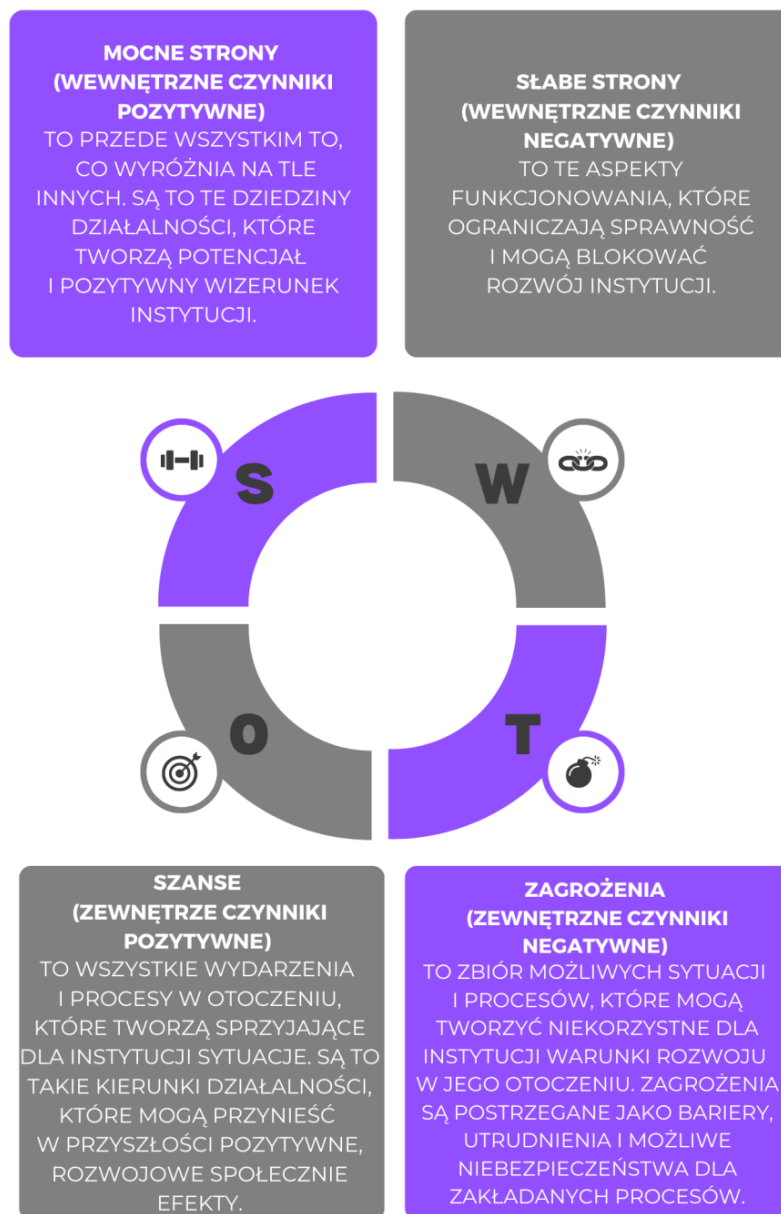 MOCNE STRONY
(WEWNĘTRZNE CZYNNIKI
POZYTYWNE)
TO PRZEDE WSZYSTKIM TO,
CO WYRÓŻNIA NA TLE
INNYCH. SĄ TO TE DZIEDZINY
DZIAŁALNOŚCI, KTÓRE
TWORZĄ POTENCJAŁ
I POZYTYWNY WIZERUNEK
INSTYTUCJI.
SŁABE STRONY
(WEWNĘTRZNE CZYNNIKI
NEGATYWNE)
TO TE ASPEKTY
FUNKCJONOWANIA, KTÓRE
OGRANICZAJĄ SPRAWNOŚĆ
I MOGĄ BLOKOWAĆ
ROZWÓJ INSTYTUCJI.
S
W
O
T
SZANSE
(ZEWNĘTRZE CZYNNIKI
POZYTYWNE)
TO WSZYSTKIE WYDARZENIA
I PROCESY W OTOCZENIU,
KTÓRE TWORZĄ SPRZYJAJĄCE
DLA INSTYTUCJI SYTUACJE. SĄ TO
TAKIE KIERUNKI DZIAŁALNOŚCI,
KTÓRE MOGĄ PRZYNIEŚĆ
W PRZYSZŁOŚCI POZYTYWNE,
ROZWOJOWE SPOŁECZNIE
EFEKTY.
ZAGROŻENIA
(ZEWNĘTRZNE CZYNNIKI
NEGATYWNE)
TO ZBIÓR MOŻLIWYCH SYTUACJI
I PROCESÓW, KTÓRE MOGĄ
TWORZYĆ NIEKORZYSTNE DLA
INSTYTUCJI WARUNKI ROZWOJU
W JEGO OTOCZENIU. ZAGROŻENIA
SĄ POSTRZEGANE JAKO BARIERY,
UTRUDNIENIA I MOŻLIWE
NIEBEZPIECZEŃSTWA DLA
ZAKŁADANYCH PROCESÓW.